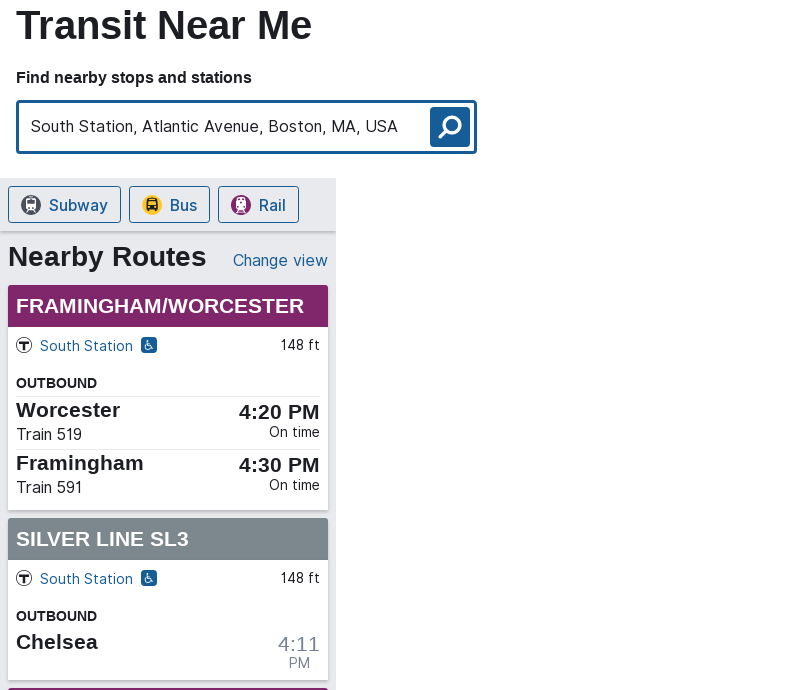 Transit Near Me
Find nearby stops and stations
South Station, Atlantic Avenue, Boston, MA, USA
Subway Bus Rail
Nearby Routes Change view
FRAMINGHAM/WORCESTER
T South Station 148 ft
OUTBOUND
Worcester 4:20 PM
Train 519 On time
Framingham 4:30 PM
Train 591 On time
SILVER LINE SL3
T South Station 148 ft
OUTBOUND
Chelsea 4:11
PM